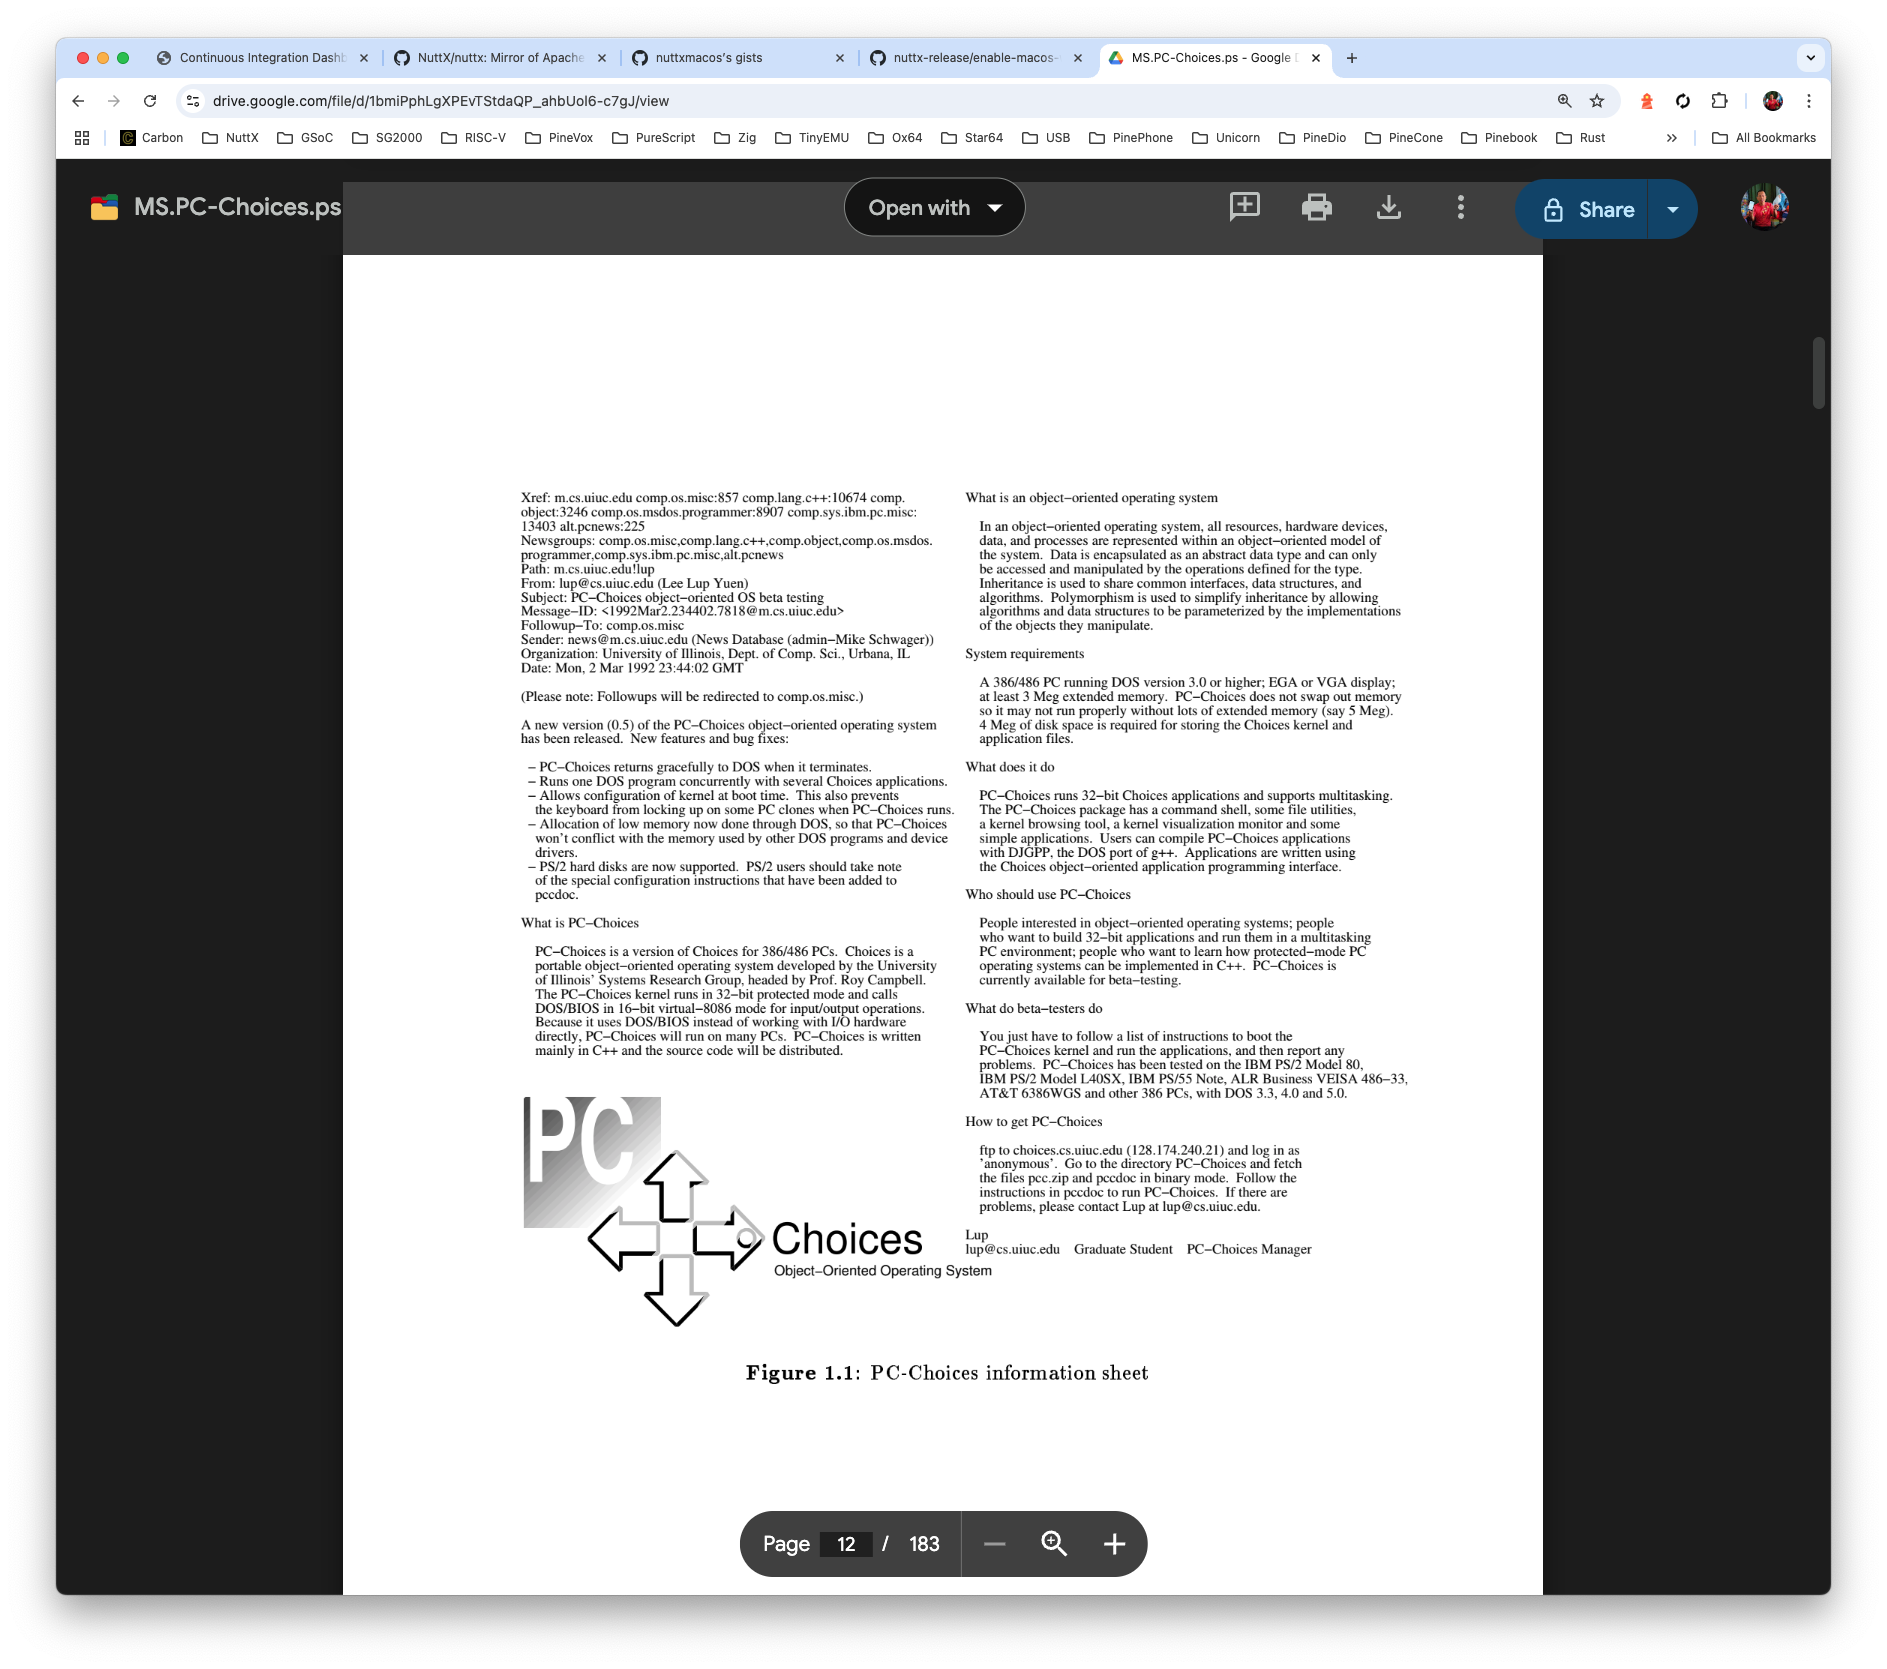 Continuous Integration Dashb
NuttX/nuttx: Mirror of Apache
nuttxmacos's gists
nuttx-release/enable-macos-
MS.PC-Choices.ps - Google D
drive.google.com/file/d/1bmiPphLgXPEvTStdaQP_ahbUoI6-c7gJ/view
Carbon NuttX GSoC SG2000 RISC-V PineVox PureScript Zig TinyEMU Ox64 Star64 USB PinePhone Unicorn PineDio PineCone Pinebook Rust » All Bookmarks
MS.PC-Choices.ps
Open with
Share
Xref: m.cs.uiuc.edu comp.os.misc:857 comp.lang.c++:10674 comp.
object:3246 comp.os.msdos.programmer:8907 comp.sys.ibm.pc.misc:
13403 alt.pcnews:225
Newsgroups: comp.os.misc,comp.lang.c++,comp.object,comp.os.msdos.
programmer,comp.sys.ibm.pc.misc,alt.pcnews
Path: m.cs.uiuc.edu!lup
From: lup@cs.uiuc.edu (Lee Lup Yuen)
Subject: PC−Choices object−oriented OS beta testing
Message−ID: <1992Mar2.234402.7818@m.cs.uiuc.edu>
Followup−To: comp.os.misc
Sender: news@m.cs.uiuc.edu (News Database (admin−Mike Schwager))
Organization: University of Illinois, Dept. of Comp. Sci., Urbana, IL
Date: Mon, 2 Mar 1992 23:44:02 GMT
(Please note: Followups will be redirected to comp.os.misc.)
A new version (0.5) of the PC−Choices object−oriented operating system
has been released.  New features and bug fixes:
− PC−Choices returns gracefully to DOS when it terminates.
− Runs one DOS program concurrently with several Choices applications.
− Allows configuration of kernel at boot time.  This also prevents
the keyboard from locking up on some PC clones when PC−Choices runs.
− Allocation of low memory now done through DOS, so that PC−Choices
won't conflict with the memory used by other DOS programs and device
drivers.
− PS/2 hard disks are now supported.  PS/2 users should take note
of the special configuration instructions that have been added to
pccdoc.
What is PC−Choices
PC−Choices is a version of Choices for 386/486 PCs.  Choices is a
portable object−oriented operating system developed by the University
of Illinois' Systems Research Group, headed by Prof. Roy Campbell.
The PC−Choices kernel runs in 32−bit protected mode and calls
DOS/BIOS in 16−bit virtual−8086 mode for input/output operations.
Because it uses DOS/BIOS instead of working with I/O hardware
directly, PC−Choices will run on many PCs.  PC−Choices is written
mainly in C++ and the source code will be distributed.
PC
Choices
Object−Oriented Operating System
What is an object−oriented operating system
In an object−oriented operating system, all resources, hardware devices,
data, and processes are represented within an object−oriented model of
the system.  Data is encapsulated as an abstract data type and can only
be accessed and manipulated by the operations defined for the type.
Inheritance is used to share common interfaces, data structures, and
algorithms.  Polymorphism is used to simplify inheritance by allowing
algorithms and data structures to be parameterized by the implementations
of the objects they manipulate.
System requirements
A 386/486 PC running DOS version 3.0 or higher; EGA or VGA display;
at least 3 Meg extended memory.  PC−Choices does not swap out memory
so it may not run properly without lots of extended memory (say 5 Meg).
4 Meg of disk space is required for storing the Choices kernel and
application files.
What does it do
PC−Choices runs 32−bit Choices applications and supports multitasking.
The PC−Choices package has a command shell, some file utilities,
a kernel browsing tool, a kernel visualization monitor and some
simple applications.  Users can compile PC−Choices applications
with DJGPP, the DOS port of g++.  Applications are written using
the Choices object−oriented application programming interface.
Who should use PC−Choices
People interested in object−oriented operating systems; people
who want to build 32−bit applications and run them in a multitasking
PC environment; people who want to learn how protected−mode PC
operating systems can be implemented in C++.  PC−Choices is
currently available for beta−testing.
What do beta−testers do
You just have to follow a list of instructions to boot the
PC−Choices kernel and run the applications, and then report any
problems.  PC−Choices has been tested on the IBM PS/2 Model 80,
IBM PS/2 Model L40SX, IBM PS/55 Note, ALR Business VEISA 486−33,
AT&T 6386WGS and other 386 PCs, with DOS 3.3, 4.0 and 5.0.
How to get PC−Choices
ftp to choices.cs.uiuc.edu (128.174.240.21) and log in as
'anonymous'.  Go to the directory PC−Choices and fetch
the files pcc.zip and pccdoc in binary mode.  Follow the
instructions in pccdoc to run PC−Choices.  If there are
problems, please contact Lup at lup@cs.uiuc.edu.
Lup
lup@cs.uiuc.edu    Graduate Student    PC−Choices Manager
Figure 1.1: PC-Choices information sheet
Page 12 / 183